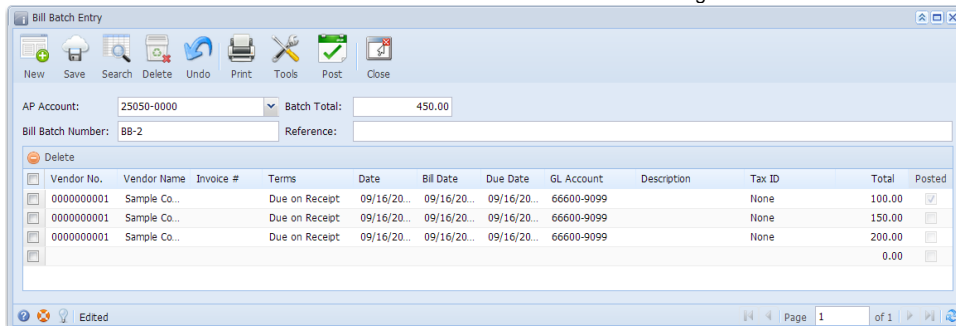 Bill Batch Entry
New Save Search Delete Undo Print Tools Post Close
AP Account: 25050-0000 Batch Total: 450.00
Bill Batch Number: BB-2 Reference:
Delete
Vendor No. Vendor Name Invoice # Terms Date Bill Date Due Date GL Account Description Tax ID Total Posted
0000000001 Sample Co... Due on Receipt 09/16/20... 09/16/20... 09/16/20... 66600-9099 None 100.00
0000000001 Sample Co... Due on Receipt 09/16/20... 09/16/20... 09/16/20... 66600-9099 None 150.00
0000000001 Sample Co... Due on Receipt 09/16/20... 09/16/20... 09/16/20... 66600-9099 None 200.00
0.00
Edited Page 1 of 1